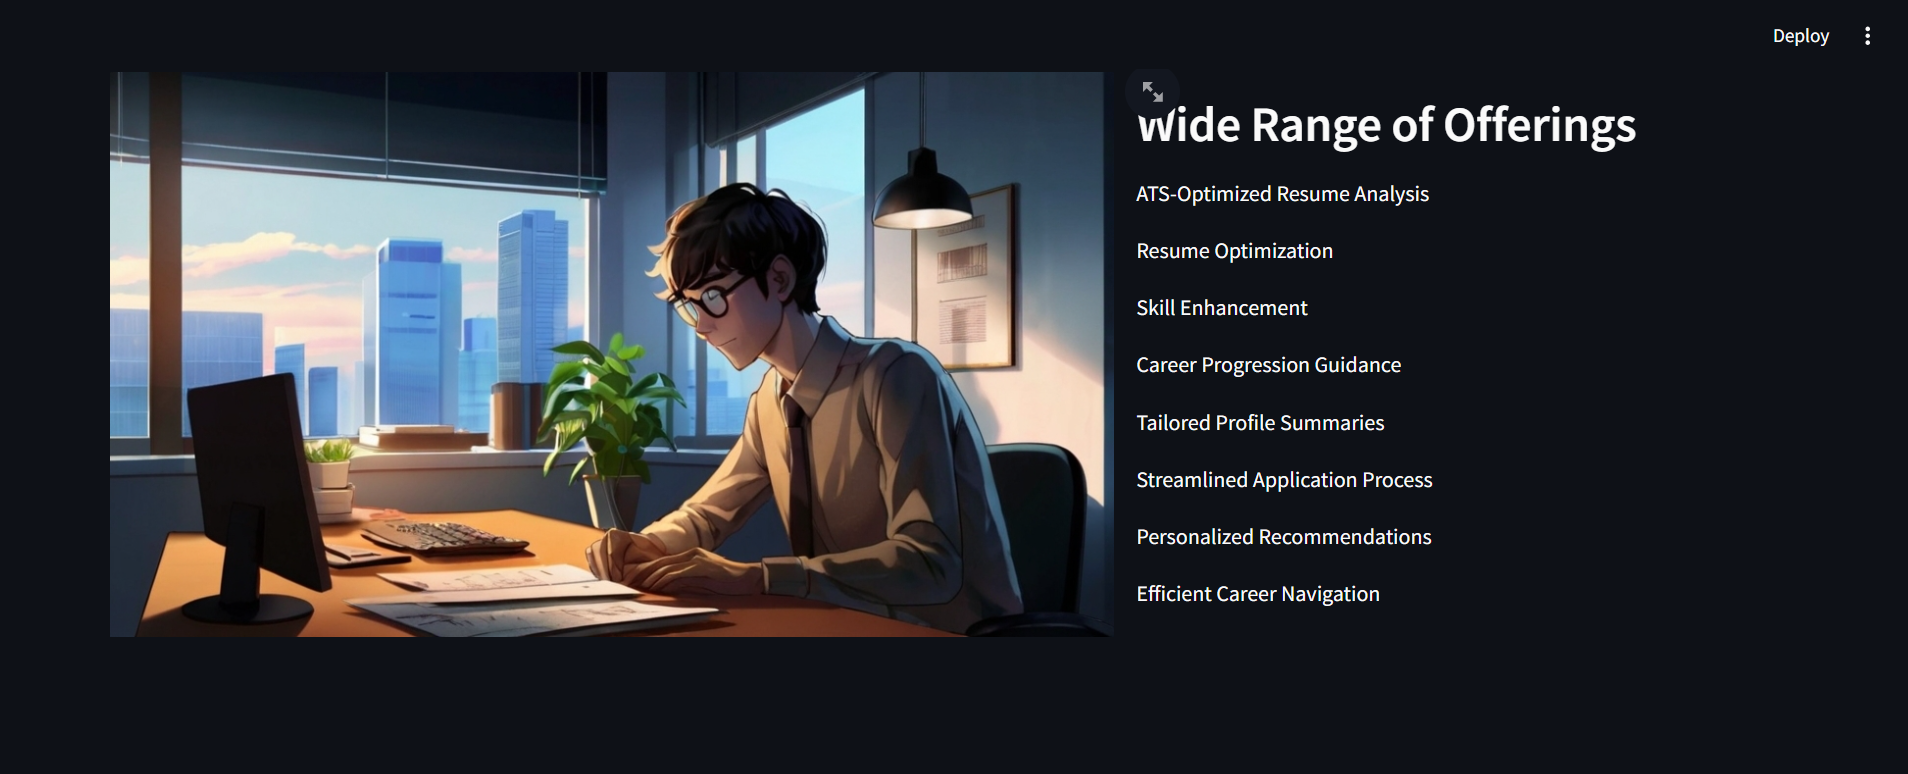 Deploy
Wide Range of Offerings
ATS-Optimized Resume Analysis
Resume Optimization
Skill Enhancement
Career Progression Guidance
Tailored Profile Summaries
Streamlined Application Process
Personalized Recommendations
Efficient Career Navigation